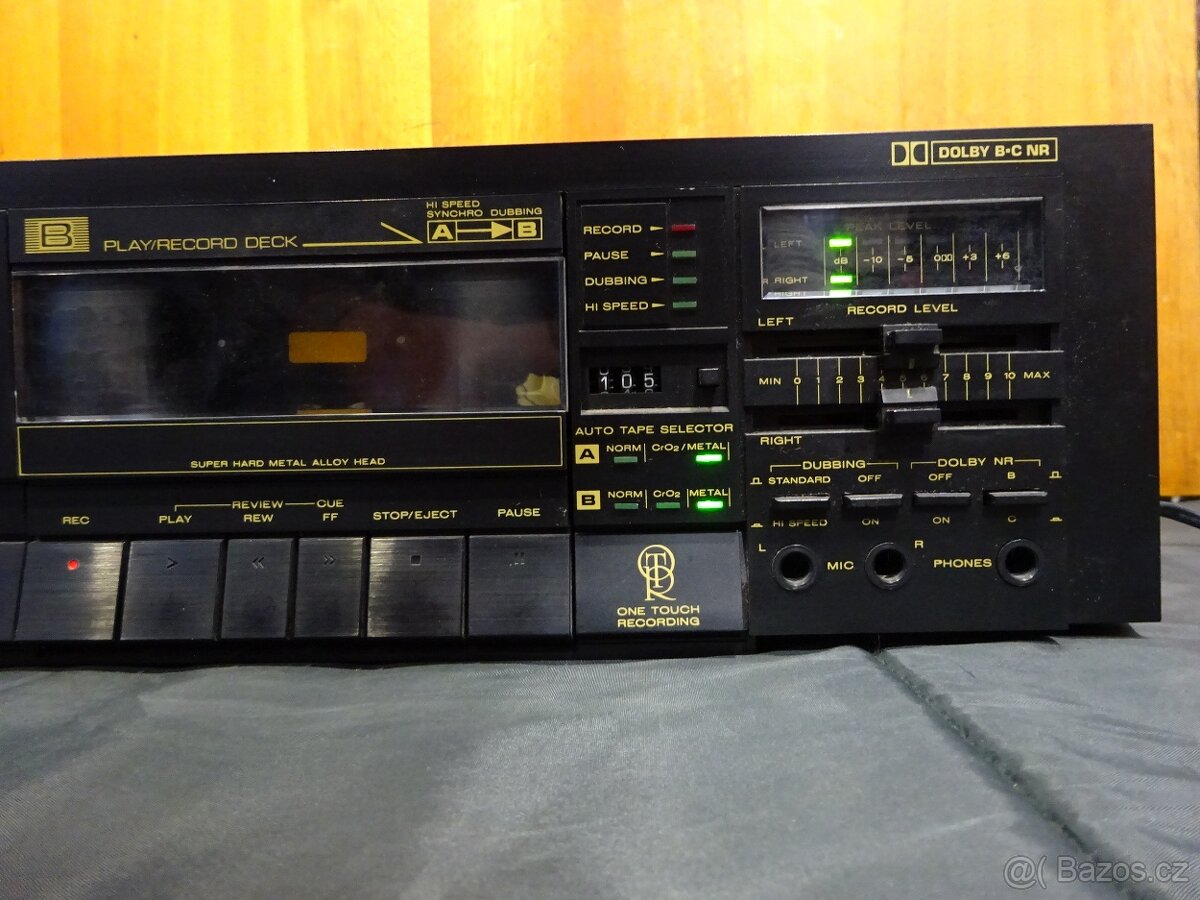 DOLBY B·C NR
B
PLAY/RECORD DECK
HI SPEED
SYNCHRO DUBBING
A B
RECORD
PAUSE
DUBBING
HI SPEED
PEAK LEVEL
LEFT
dB -10 -5 0 +3 +6
RIGHT
RECORD LEVEL
LEFT
MIN 0 1 2 3 4 5 6 7 8 9 10 MAX
L
RIGHT
105
AUTO TAPE SELECTOR
A NORM CrO2/METAL
B NORM CrO2 METAL
SUPER HARD METAL ALLOY HEAD
REC
PLAY
REVIEW CUE
REW FF
STOP/EJECT
PAUSE
DUBBING
STANDARD OFF
HI SPEED ON
DOLBY NR
OFF B
ON C
L MIC R
PHONES
OTR
ONE TOUCH
RECORDING
@( Bazos.cz